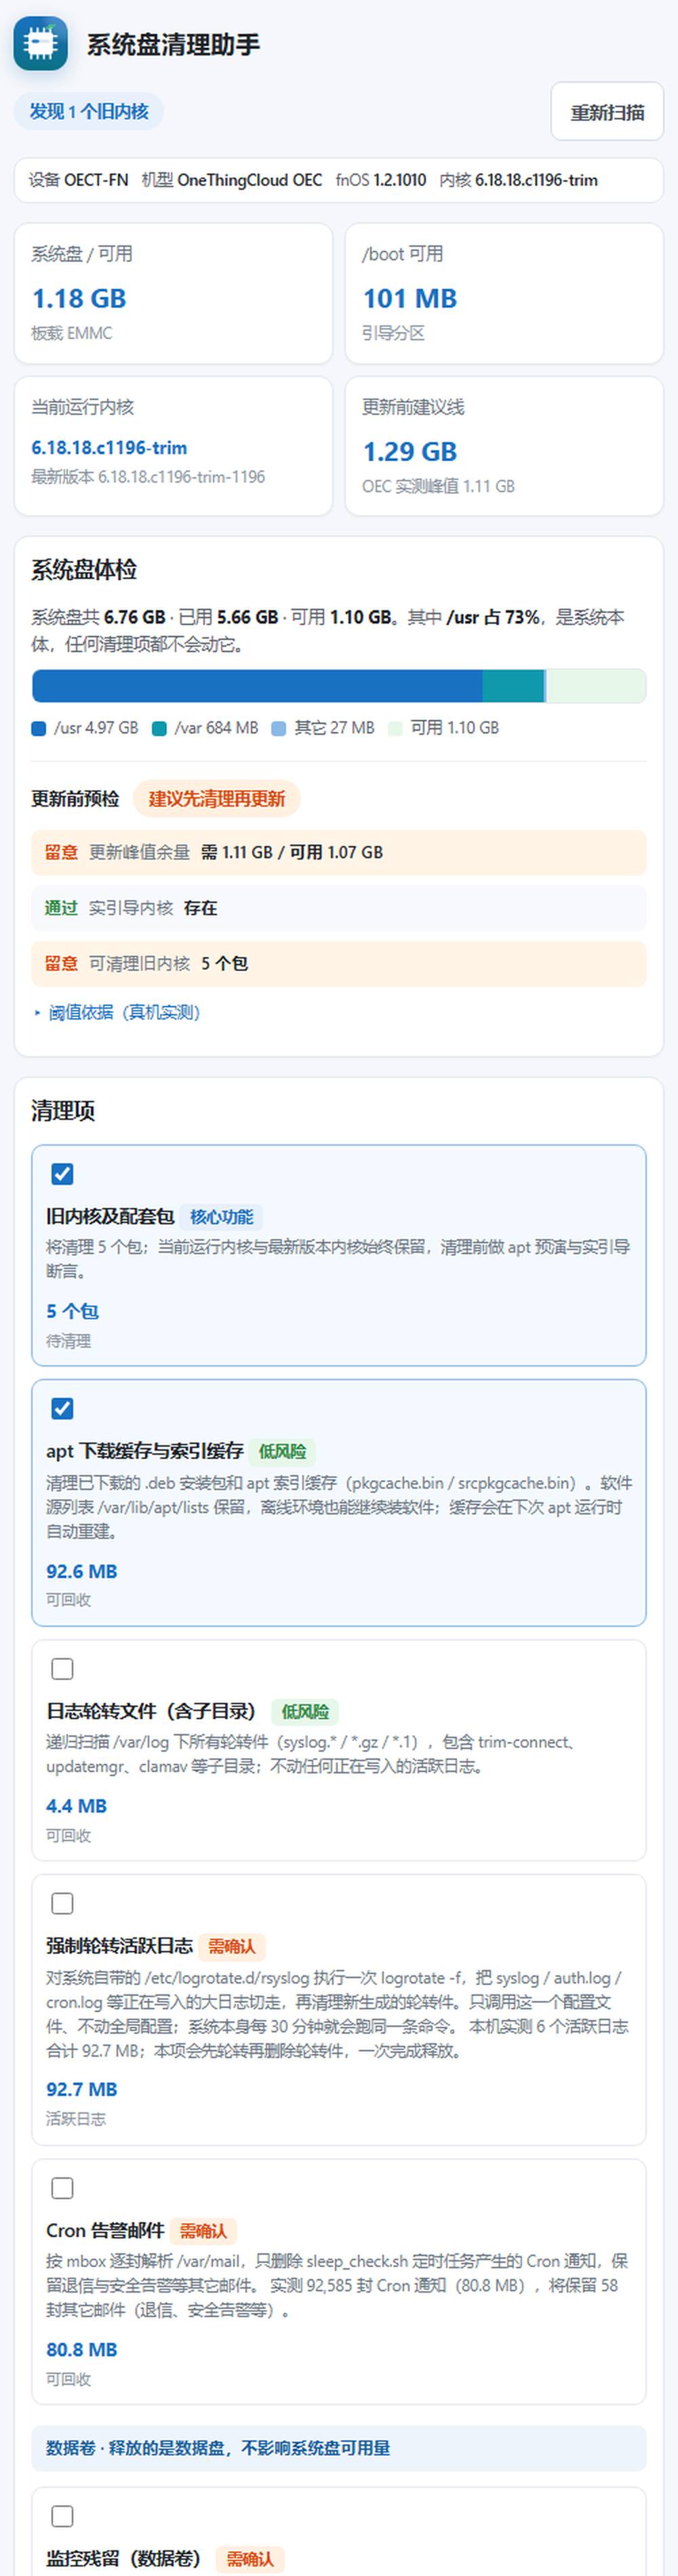 系统盘清理助手
发现 1 个旧内核
重新扫描
设备 OECT-FN 机型 OneThingCloud OEC fnOS 1.2.1010 内核 6.18.18.c1196-trim
系统盘 / 可用
1.18 GB
板载 EMMC
/boot 可用
101 MB
引导分区
当前运行内核
6.18.18.c1196-trim
最新版本 6.18.18.c1196-trim-1196
更新前建议线
1.29 GB
OEC 实测峰值 1.11 GB
系统盘体检
系统盘共 6.76 GB · 已用 5.66 GB · 可用 1.10 GB。其中 /usr 占 73%，是系统本
体，任何清理项都不会动它。
/usr 4.97 GB /var 684 MB 其它 27 MB 可用 1.10 GB
更新前预检 建议先清理再更新
留意 更新峰值余量 需 1.11 GB / 可用 1.07 GB
通过 实引导内核 存在
留意 可清理旧内核 5 个包
▸ 阈值依据（真机实测）
清理项
旧内核及配套包 核心功能
将清理 5 个包；当前运行内核与最新版本内核始终保留，清理前做 apt 预演与实引导
断言。
5 个包
待清理
apt 下载缓存与索引缓存 低风险
清理已下载的 .deb 安装包和 apt 索引缓存（pkgcache.bin / srcpkgcache.bin）。软件
源列表 /var/lib/apt/lists 保留，离线环境也能继续装软件；缓存会在下次 apt 运行时
自动重建。
92.6 MB
可回收
日志轮转文件（含子目录） 低风险
递归扫描 /var/log 下所有轮转件（syslog.* / *.gz / *.1），包含 trim-connect、
updatemgr、clamav 等子目录；不动任何正在写入的活跃日志。
4.4 MB
可回收
强制轮转活跃日志 需确认
对系统自带的 /etc/logrotate.d/rsyslog 执行一次 logrotate -f，把 syslog / auth.log /
cron.log 等正在写入的大日志切走，再清理新生成的轮转件。只调用这一个配置文
件、不动全局配置；系统本身每 30 分钟就会跑同一条命令。 本机实测 6 个活跃日志
合计 92.7 MB；本项会先轮转再删除轮转件，一次完成释放。
92.7 MB
活跃日志
Cron 告警邮件 需确认
按 mbox 逐封解析 /var/mail，只删除 sleep_check.sh 定时任务产生的 Cron 通知，保
留退信与安全告警等其它邮件。 实测 92,585 封 Cron 通知（80.8 MB），将保留 58
封其它邮件（退信、安全告警等）。
80.8 MB
可回收
数据卷 · 释放的是数据盘，不影响系统盘可用量
监控残留（数据卷） 需确认